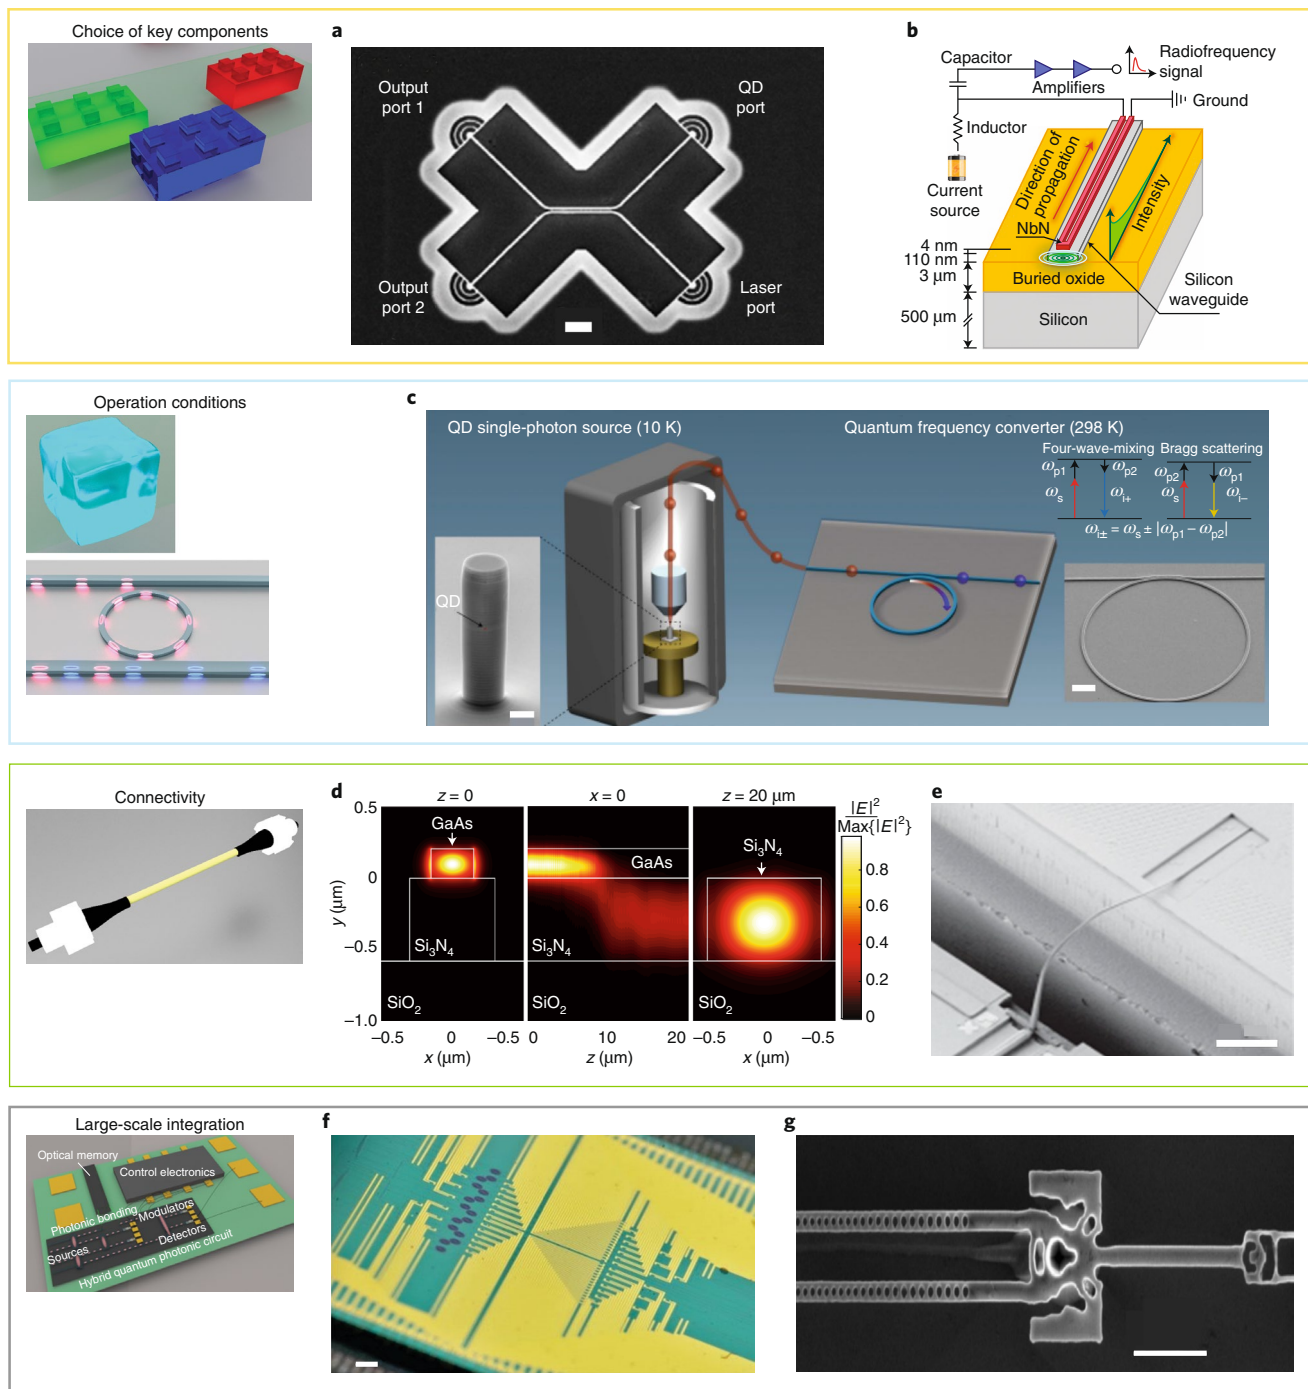 Choice of key components
a
Output
port 1
QD
port
Output
port 2
Laser
port
b
Capacitor
Amplifiers
Radiofrequency
signal
Ground
Inductor
Current
source
Direction of
propagation
Intensity
NbN
4 nm
110 nm
3 μm
Buried oxide
500 μm
Silicon
Silicon
waveguide
Operation conditions
c
QD single-photon source (10 K)
QD
Quantum frequency converter (298 K)
Four-wave-mixing Bragg scattering
ωp1 ωp2 ωp2 ωp1
ωs ωi+ ωs ωi−
ωi± = ωs ± |ωp1 − ωp2|
Connectivity
d
z = 0 x = 0 z = 20 μm
|E|²
Max{|E|²}
GaAs
Si₃N₄
SiO₂
GaAs
Si₃N₄
SiO₂
Si₃N₄
SiO₂
y (μm)
0.5
0
−0.5
−1.0
−0.5 0 −0.5
x (μm)
0 10 20
z (μm)
−0.5 0 −0.5
x (μm)
0.8
0.6
0.4
0.2
0
e
Large-scale integration
Optical memory
Control electronics
Photonic bonding
Modulators
Sources
Detectors
Hybrid quantum photonic circuit
f
g